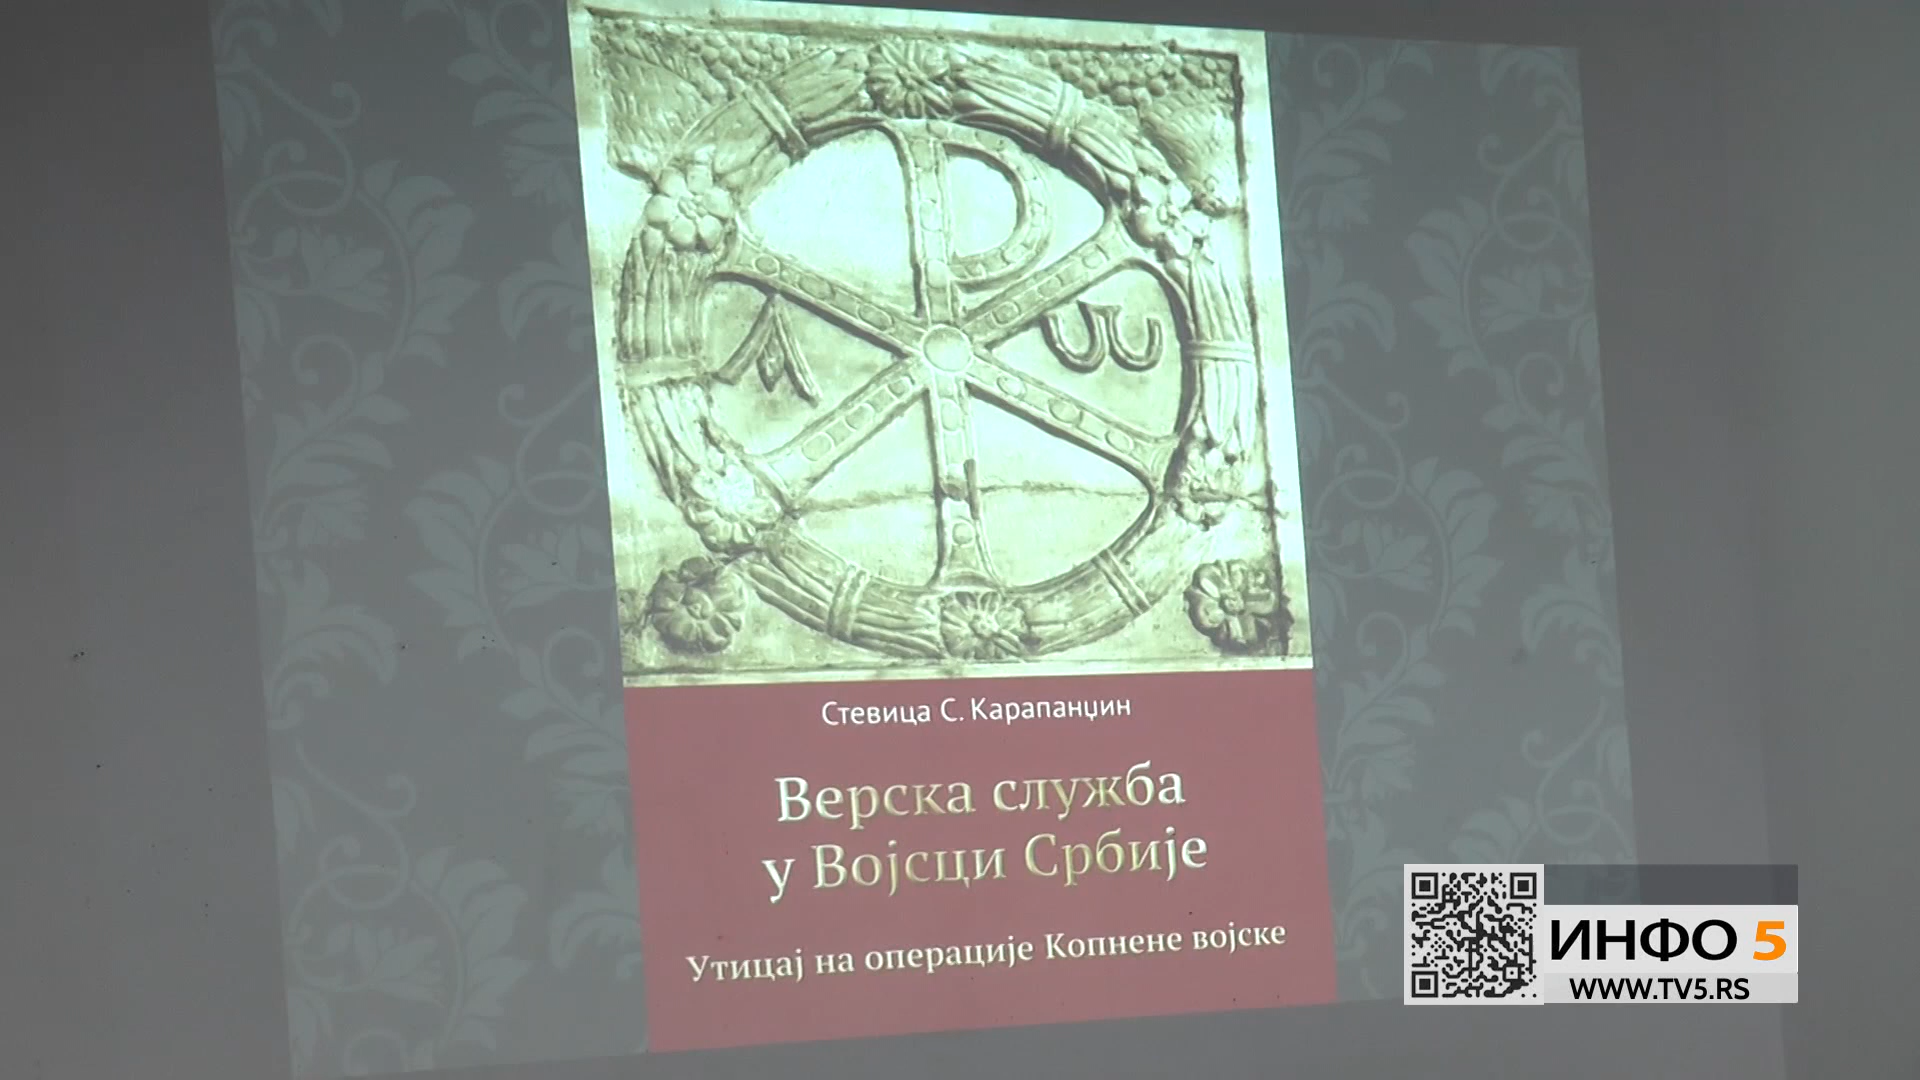 Стевица С. Карапанџин
Верска служба
у Војсци Србије
Утицај на операције Копнене војске
ИНФО 5
WWW.TV5.RS